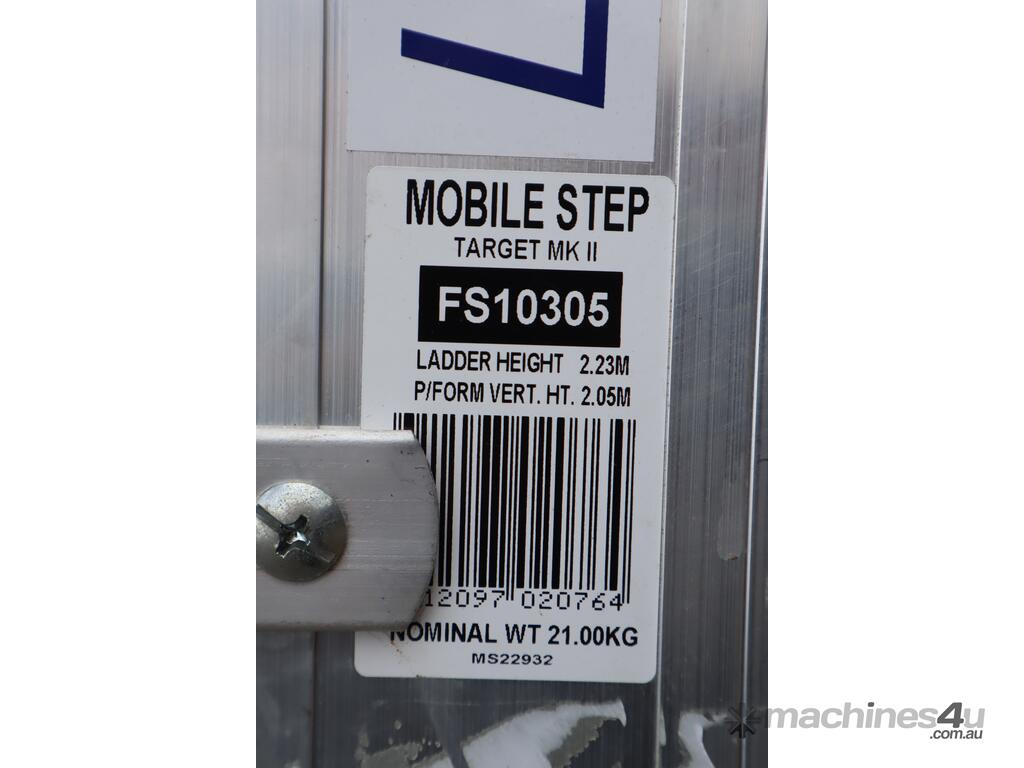 MOBILE STEP
TARGET MK II
FS10305
LADDER HEIGHT 2.23M
P/FORM VERT. HT. 2.05M
12097 020764
NOMINAL WT 21.00KG
MS22932
machines4u
.com.au